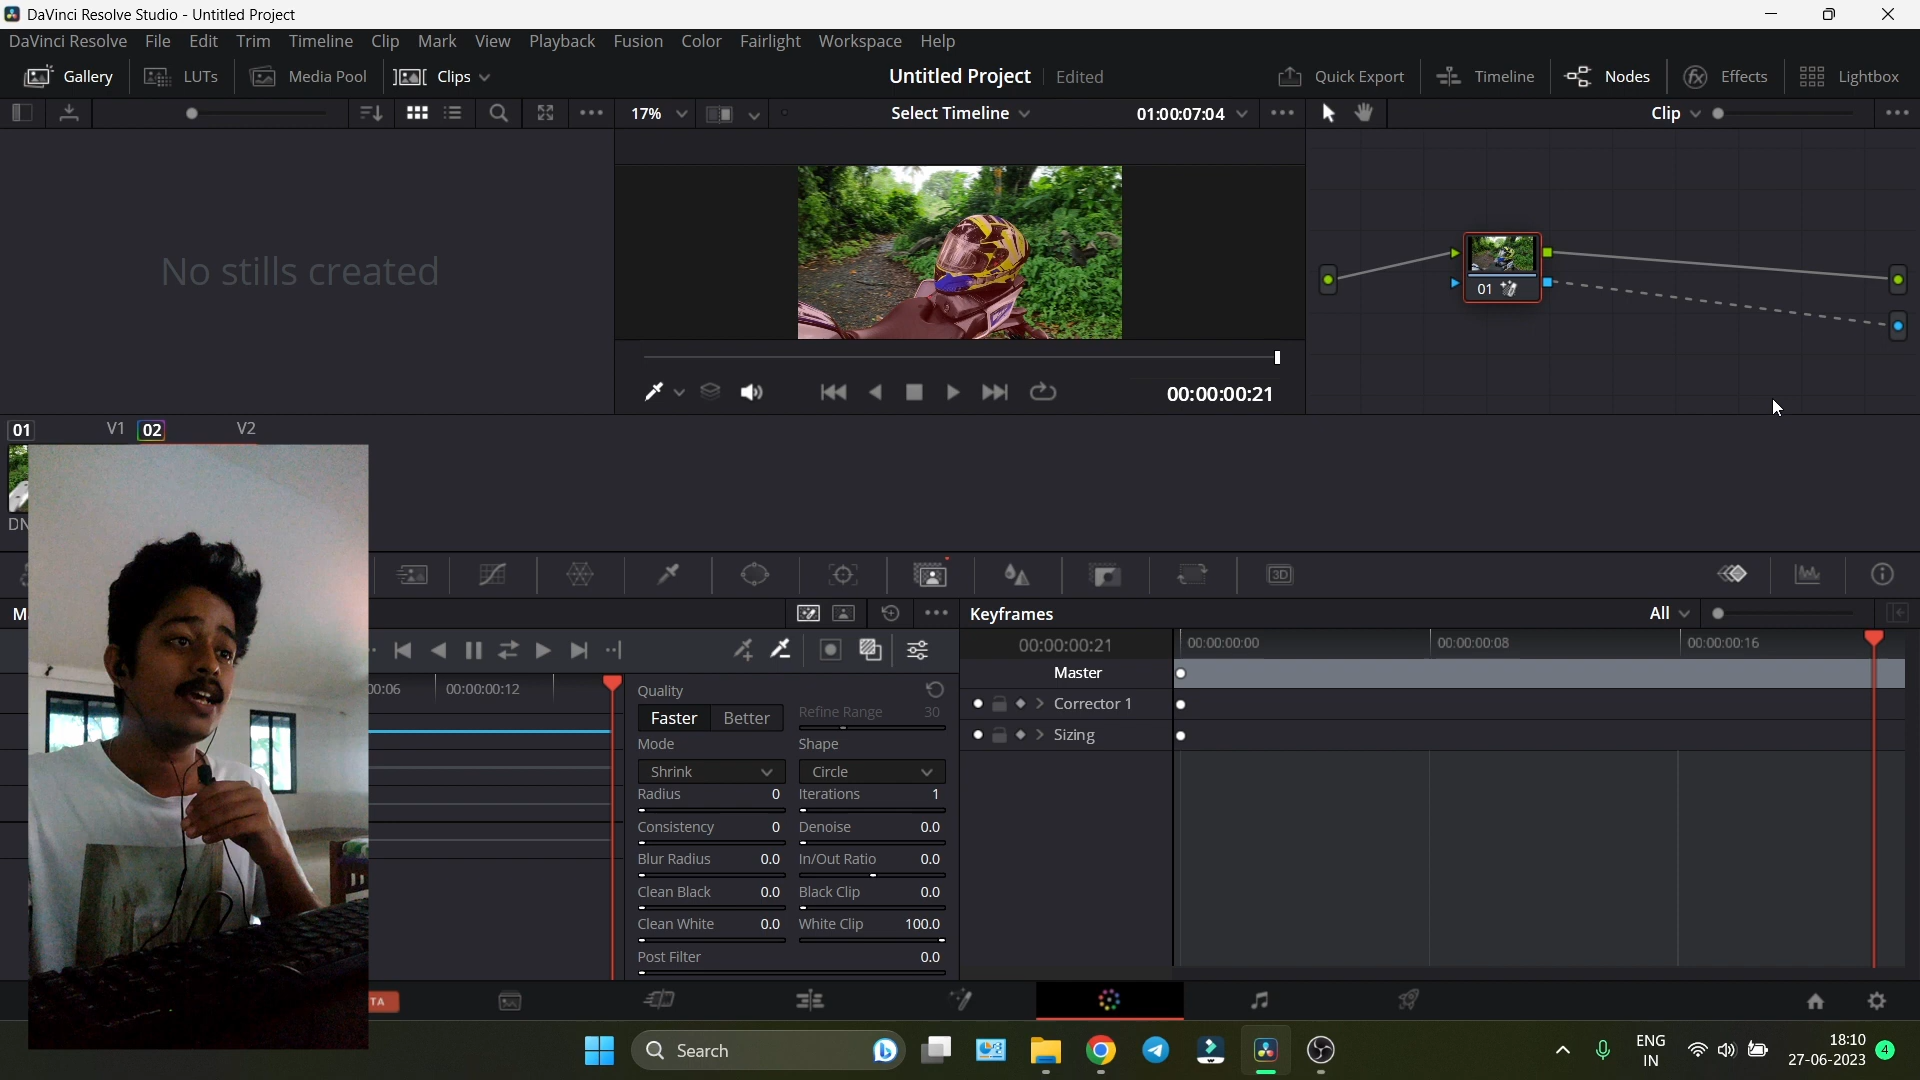 DaVinci Resolve Studio - Untitled Project
DaVinci Resolve File Edit Trim Timeline Clip Mark View Playback Fusion Color Fairlight Workspace Help
Gallery LUTs Media Pool Clips Untitled Project Edited Quick Export Timeline Nodes Effects Lightbox
17% Select Timeline 01:00:07:04 Clip
No stills created
01
00:00:00:21
01 V1 02 V2
DN
3D
M Keyframes All
00:00:00:21 00:00:00:00 00:00:00:08 00:00:00:16
Master
00:06 00:00:00:12
Quality
Corrector 1
Faster Better Refine Range 30
Sizing
Mode Shape
Shrink Circle
Radius 0 Iterations 1
Consistency 0 Denoise 0.0
Blur Radius 0.0 In/Out Ratio 0.0
Clean Black 0.0 Black Clip 0.0
Clean White 0.0 White Clip 100.0
Post Filter 0.0
TA
Search
ENG
IN
18:10
27-06-2023
4